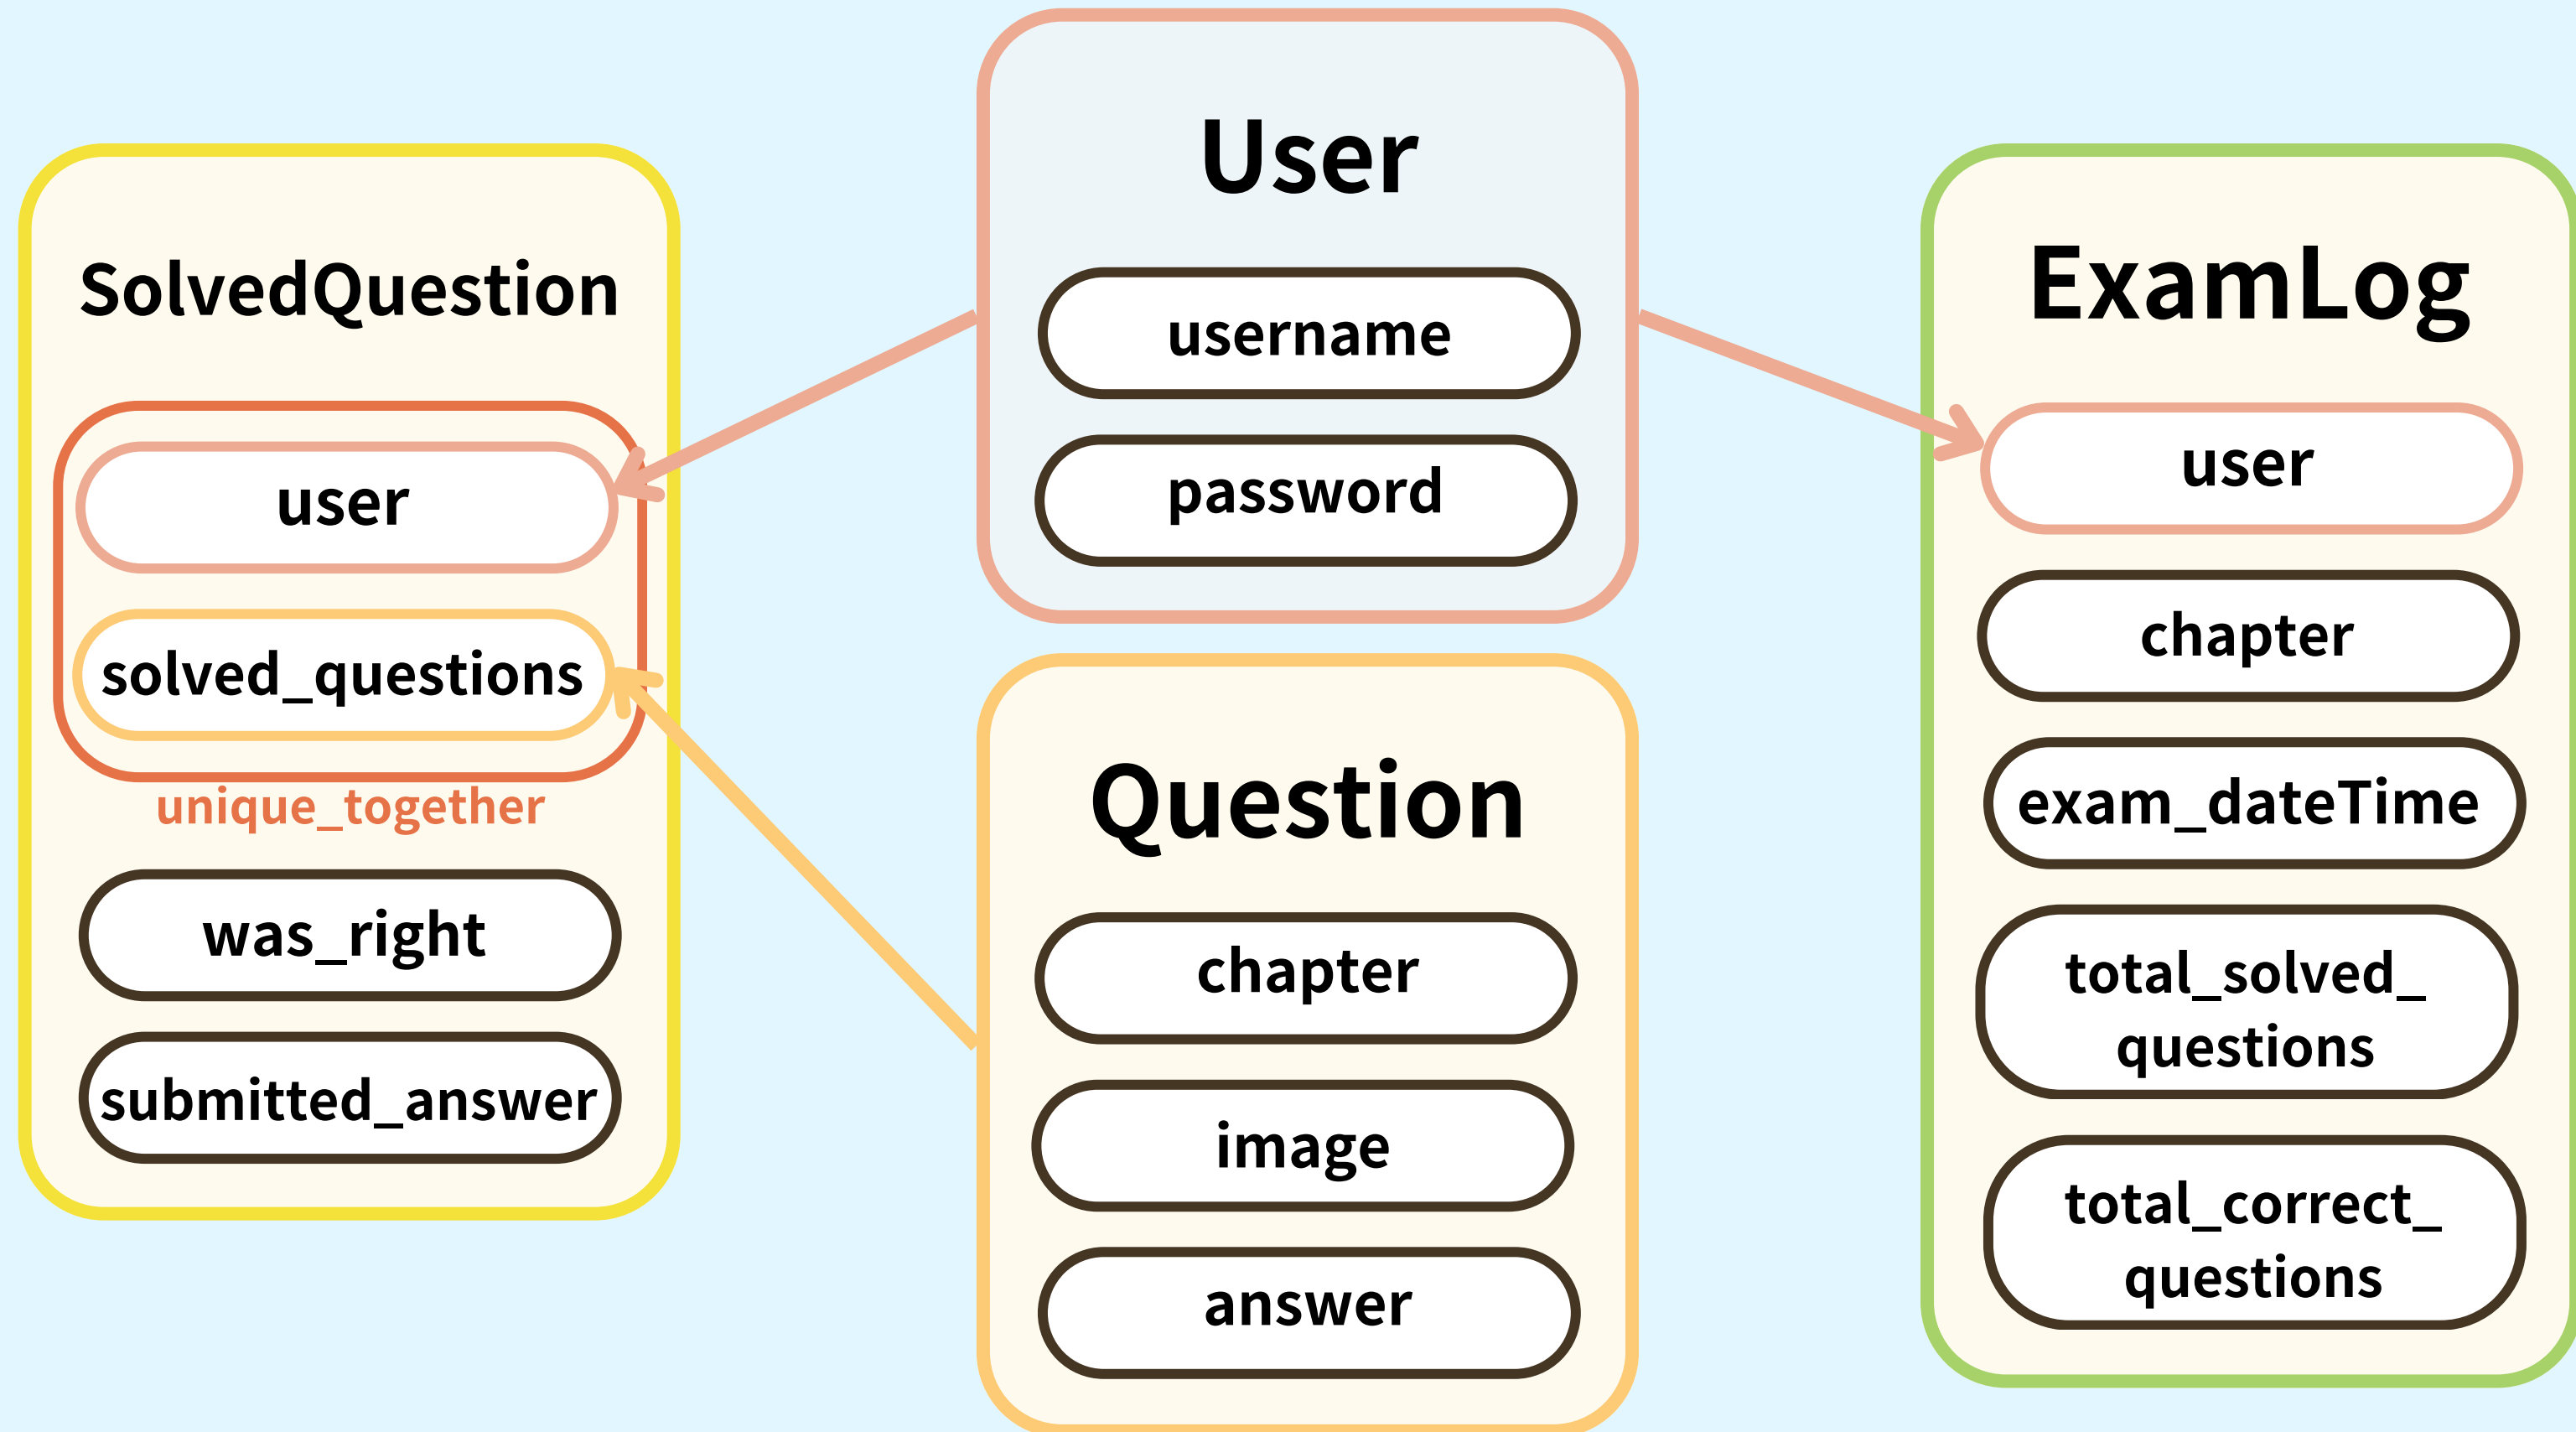 SolvedQuestion
user
solved_questions
unique_together
was_right
submitted_answer
User
username
password
Question
chapter
image
answer
ExamLog
user
chapter
exam_dateTime
total_solved_
questions
total_correct_
questions